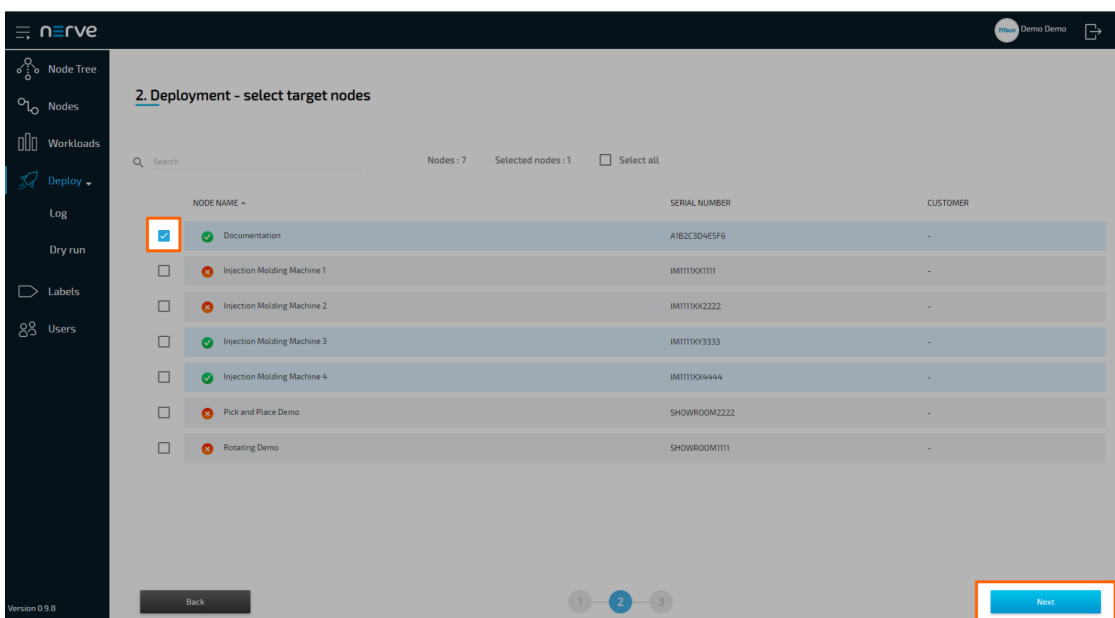 nerve
TTTech Demo Demo
Node Tree
Nodes
Workloads
Deploy
Log
Dry run
Labels
Users
Version 0.9.8
2. Deployment - select target nodes
Search Nodes : 7 Selected nodes : 1 Select all
NODE NAME SERIAL NUMBER CUSTOMER
Documentation A1B2C3D4E5F6 -
Injection Molding Machine 1 IM1111XX1111 -
Injection Molding Machine 2 IM1111XX2222 -
Injection Molding Machine 3 IM1111XY3333 -
Injection Molding Machine 4 IM1111XX4444 -
Pick and Place Demo SHOWROOM2222 -
Rotating Demo SHOWROOM1111 -
Back 1 2 3 Next